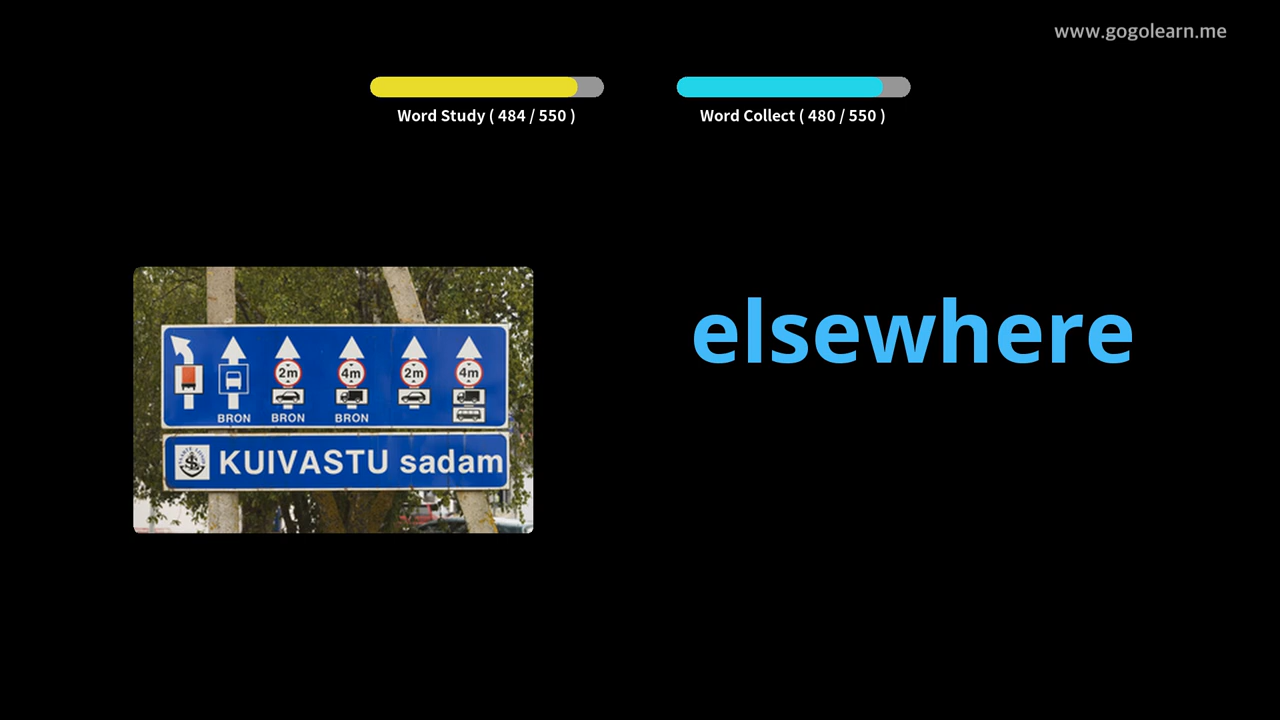 www.gogolearn.me
Word Study ( 484 / 550 )
Word Collect ( 480 / 550 )
elsewhere
2m 4m 2m 4m
BRON BRON BRON
KUIVASTU sadam